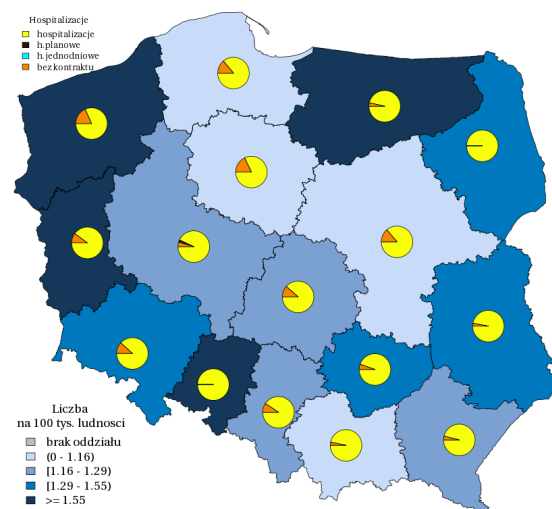 Hospitalizacje
hospitalizacje
h.planowe
h.jednodniowe
bez kontraktu
Liczba
na 100 tys. ludnosci
brak oddziału
(0 - 1.16)
[1.16 - 1.29)
[1.29 - 1.55)
>= 1.55